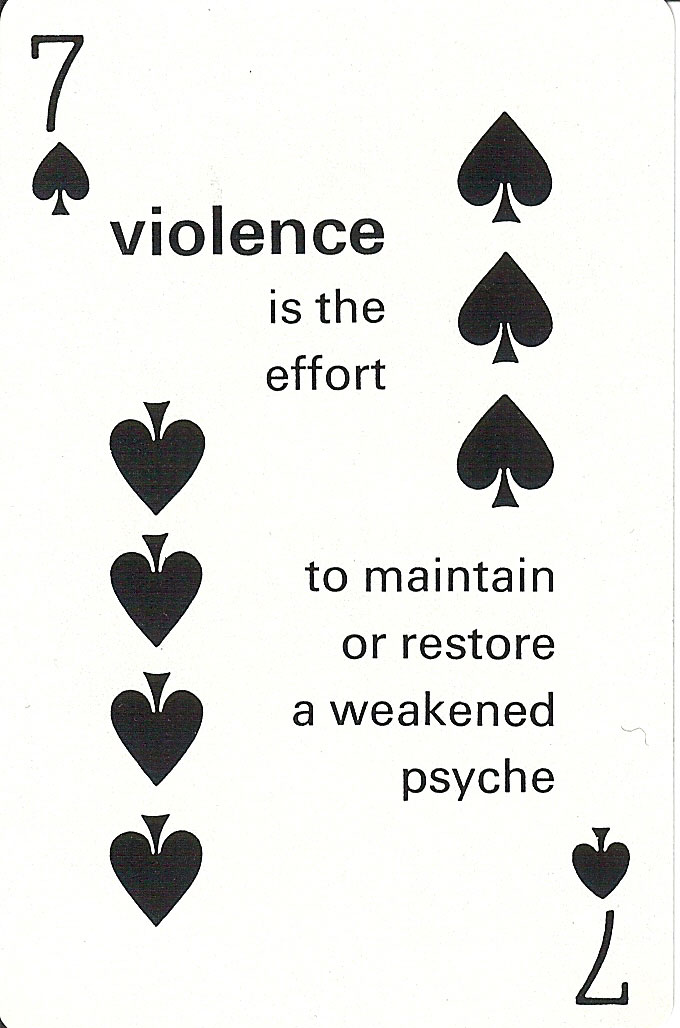 7
violence
is the
effort
to maintain
or restore
a weakened
psyche
7